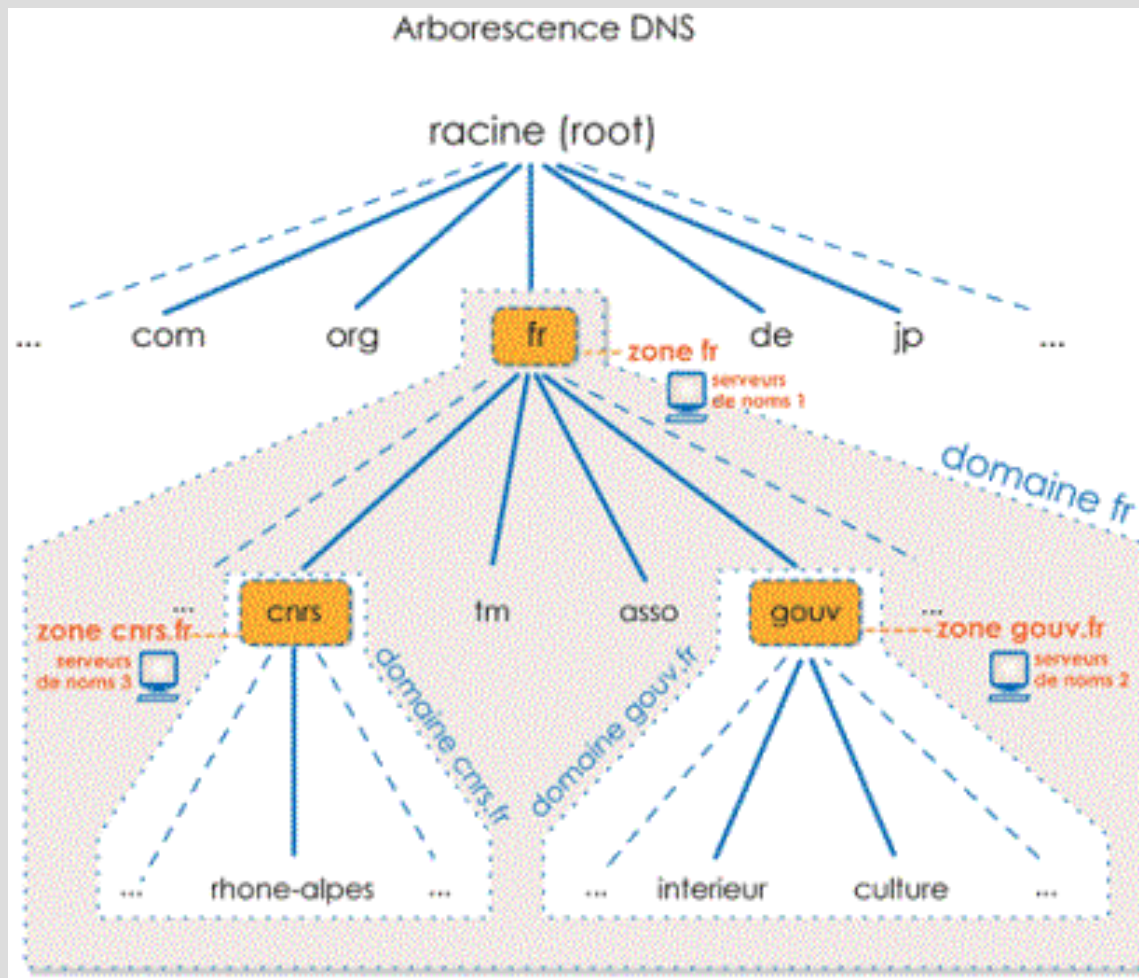 Arborescence DNS
racine (root)
... com org fr de jp ...
zone fr
serveurs
de noms 1
domaine fr
... cnrs tm asso gouv ...
zone cnrs.fr
serveurs
de noms 3
zone gouv.fr
serveurs
de noms 2
domaine cnrs.fr
domaine gouv.fr
... rhone-alpes ... ... interieur culture ...